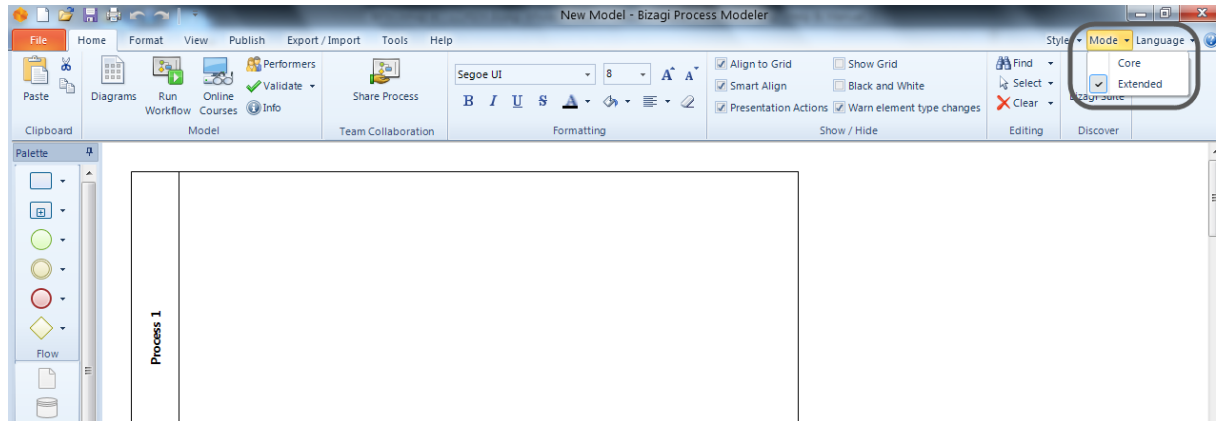 New Model - Bizagi Process Modeler
File Home Format View Publish Export / Import Tools Help Style Mode Language
Paste
Clipboard
Diagrams
Run Workflow
Online Courses
Performers
Validate
Info
Model
Share Process
Team Collaboration
Segoe UI 8 A A
B I U S A
Formatting
Align to Grid Show Grid
Smart Align Black and White
Presentation Actions Warn element type changes
Show / Hide
Find
Select
Clear
Editing
Core
Extended
Bizagi Suite
Discover
Palette
Flow
Process 1